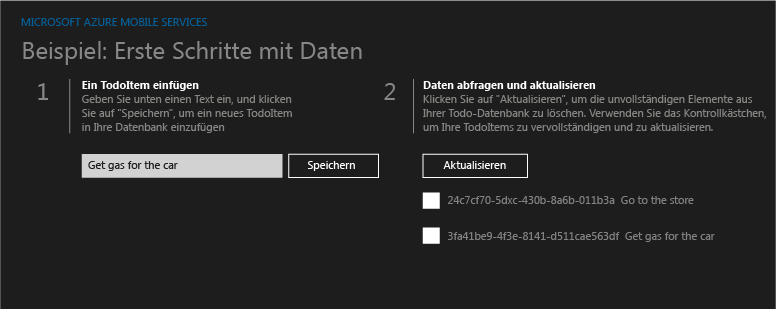 MICROSOFT AZURE MOBILE SERVICES
Beispiel: Erste Schritte mit Daten
1
Ein TodoItem einfügen
Geben Sie unten einen Text ein, und klicken
Sie auf "Speichern", um ein neues TodoItem
in Ihre Datenbank einzufügen
Get gas for the car
Speichern
2
Daten abfragen und aktualisieren
Klicken Sie auf "Aktualisieren", um die unvollständigen Elemente aus
Ihrer Todo-Datenbank zu löschen. Verwenden Sie das Kontrollkästchen,
um Ihre TodoItems zu vervollständigen und zu aktualisieren.
Aktualisieren
24c7cf70-5dxc-430b-8a6b-011b3a Go to the store
3fa41be9-4f3e-8141-d511cae563df Get gas for the car